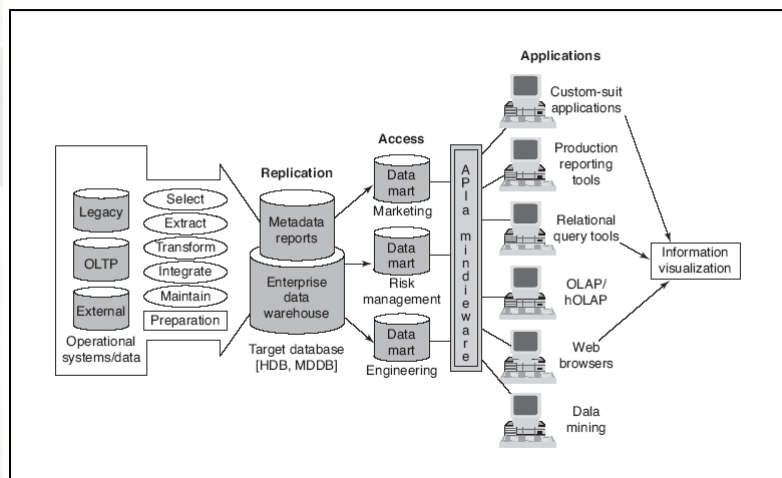 Applications
Custom-suit
applications
Production
reporting
tools
Relational
query tools
OLAP/
hOLAP
Web
browsers
Dala
mining
Information
visualization
Access
Data
mart
Marketing
Data
mart
Risk
management
Data
mart
Engineering
APIa mindieware
Replication
Metadata
reports
Enterprise
data
warehouse
Target database
[HDB, MDDB]
Select
Extract
Transform
Integrate
Maintain
Preparation
Legacy
OLTP
External
Operational
systems/data